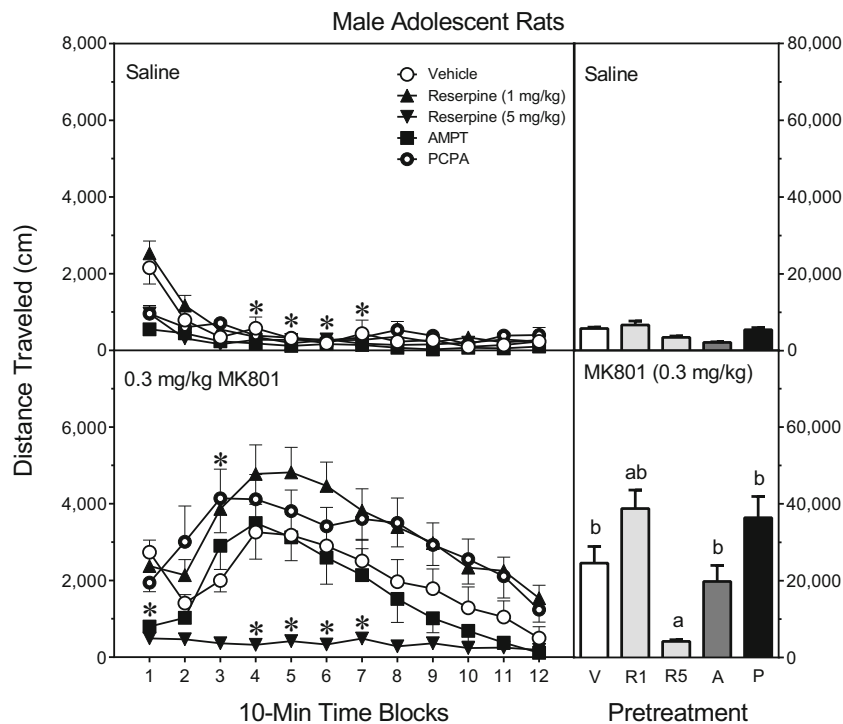 Male Adolescent Rats
8,000
80,000
Saline
Vehicle
Saline
Reserpine (1 mg/kg)
6,000
Reserpine (5 mg/kg)
60,000
AMPT
PCPA
4,000
40,000
2,000
* * * *
20,000
0
0
0.3 mg/kg MK801
MK801 (0.3 mg/kg)
6,000
60,000
*
ab
4,000
b
40,000
b
b
2,000
20,000
*
* * * *
a
0
0
1 2 3 4 5 6 7 8 9 10 11 12
V R1 R5 A P
10-Min Time Blocks
Pretreatment
Distance Traveled (cm)